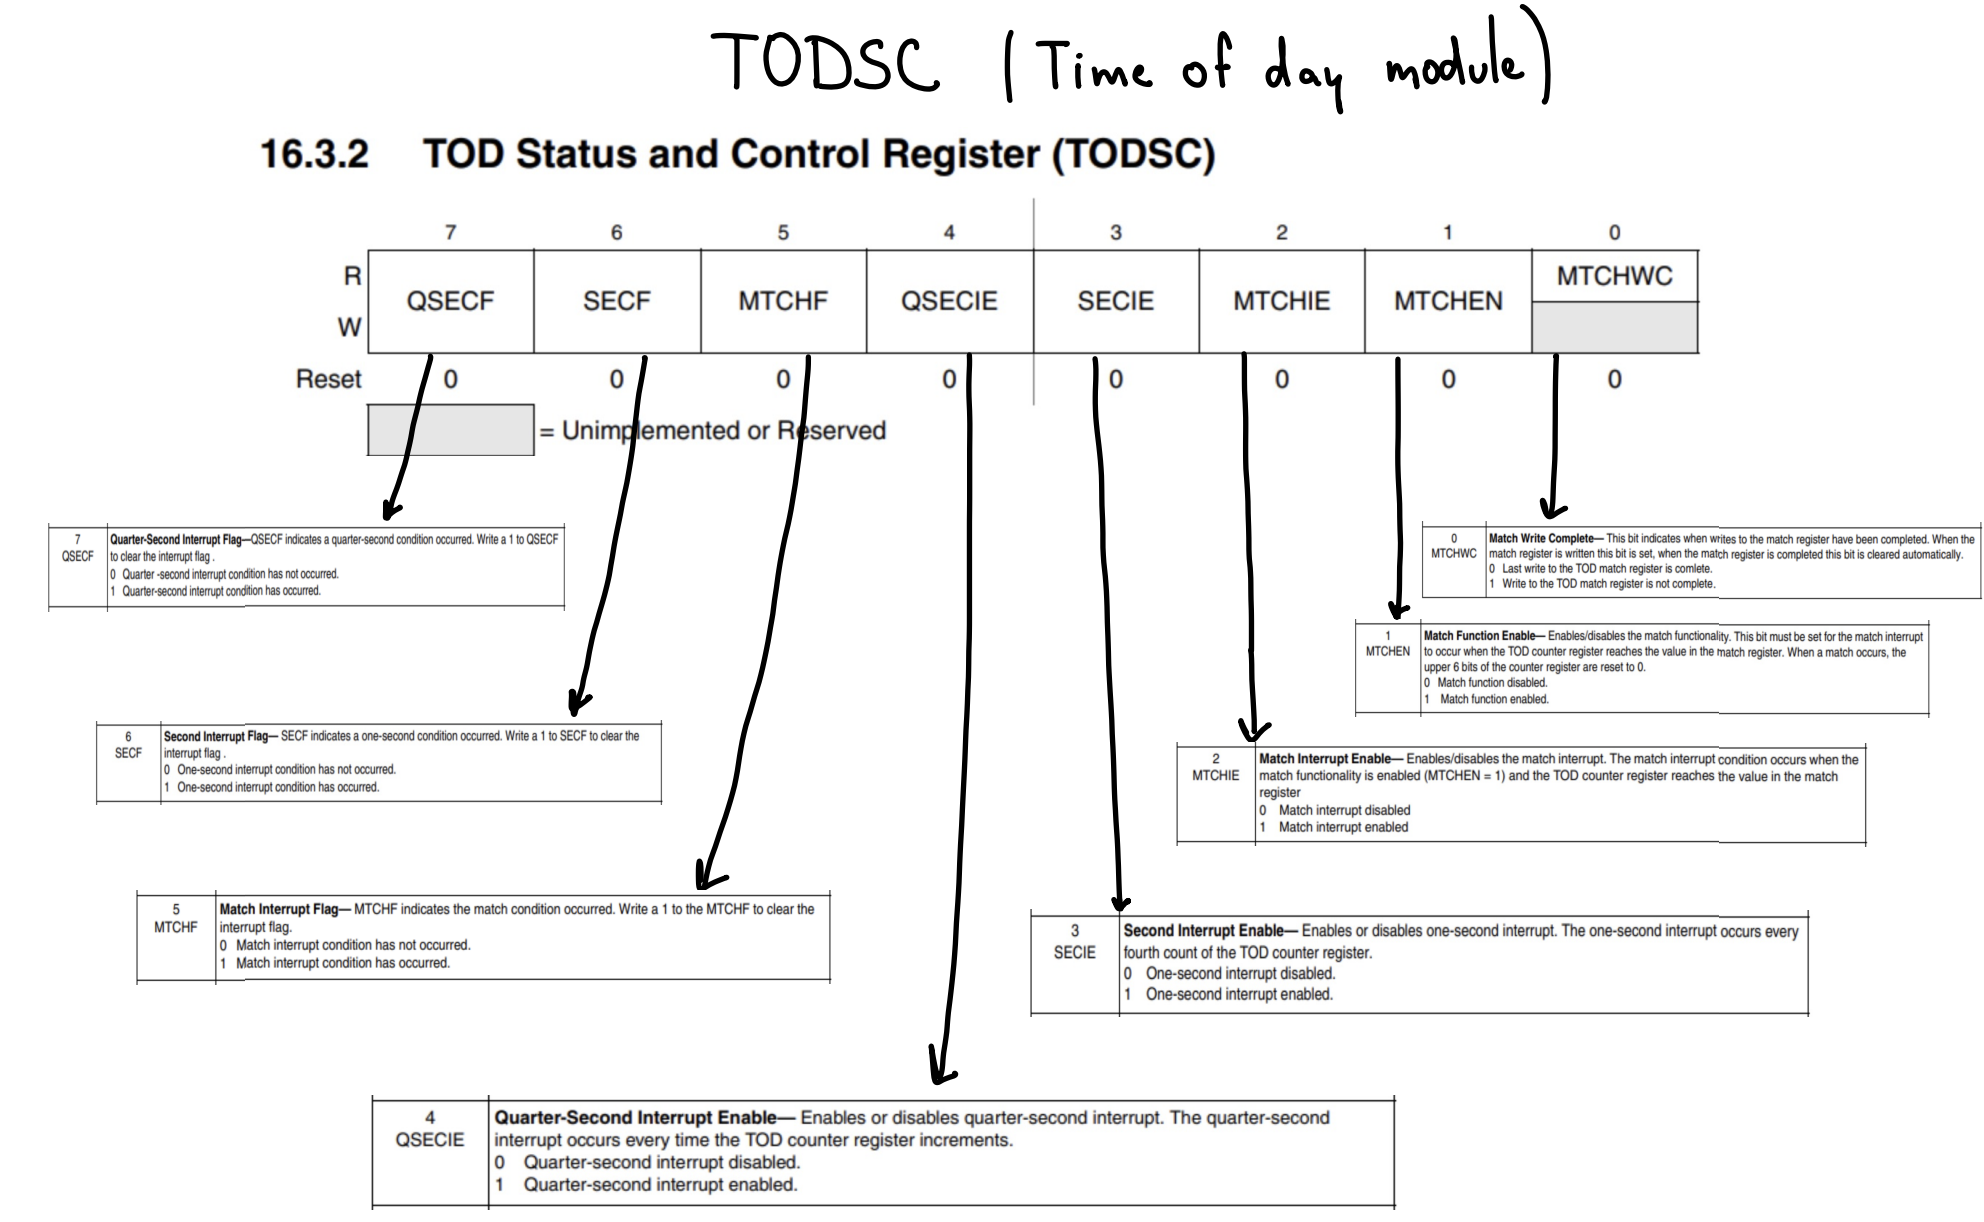 TODSC (Time of day module)
16.3.2 TOD Status and Control Register (TODSC)
7 6 5 4 3 2 1 0
R
W
QSECF SECF MTCHF QSECIE SECIE MTCHIE MTCHEN MTCHWC
Reset 0 0 0 0 0 0 0 0
= Unimplemented or Reserved
7
QSECF
Quarter-Second Interrupt Flag—QSECF indicates a quarter-second condition occurred. Write a 1 to QSECF
to clear the interrupt flag .
0 Quarter -second interrupt condition has not occurred.
1 Quarter-second interrupt condition has occurred.
0
MTCHWC
Match Write Complete— This bit indicates when writes to the match register have been completed. When the
match register is written this bit is set, when the match register is completed this bit is cleared automatically.
0 Last write to the TOD match register is comlete.
1 Write to the TOD match register is not complete.
1
MTCHEN
Match Function Enable— Enables/disables the match functionality. This bit must be set for the match interrupt
to occur when the TOD counter register reaches the value in the match register. When a match occurs, the
upper 6 bits of the counter register are reset to 0.
0 Match function disabled.
1 Match function enabled.
6
SECF
Second Interrupt Flag— SECF indicates a one-second condition occurred. Write a 1 to SECF to clear the
interrupt flag .
0 One-second interrupt condition has not occurred.
1 One-second interrupt condition has occurred.
2
MTCHIE
Match Interrupt Enable— Enables/disables the match interrupt. The match interrupt condition occurs when the
match functionality is enabled (MTCHEN = 1) and the TOD counter register reaches the value in the match
register
0 Match interrupt disabled
1 Match interrupt enabled
5
MTCHF
Match Interrupt Flag— MTCHF indicates the match condition occurred. Write a 1 to the MTCHF to clear the
interrupt flag.
0 Match interrupt condition has not occurred.
1 Match interrupt condition has occurred.
3
SECIE
Second Interrupt Enable— Enables or disables one-second interrupt. The one-second interrupt occurs every
fourth count of the TOD counter register.
0 One-second interrupt disabled.
1 One-second interrupt enabled.
4
QSECIE
Quarter-Second Interrupt Enable— Enables or disables quarter-second interrupt. The quarter-second
interrupt occurs every time the TOD counter register increments.
0 Quarter-second interrupt disabled.
1 Quarter-second interrupt enabled.